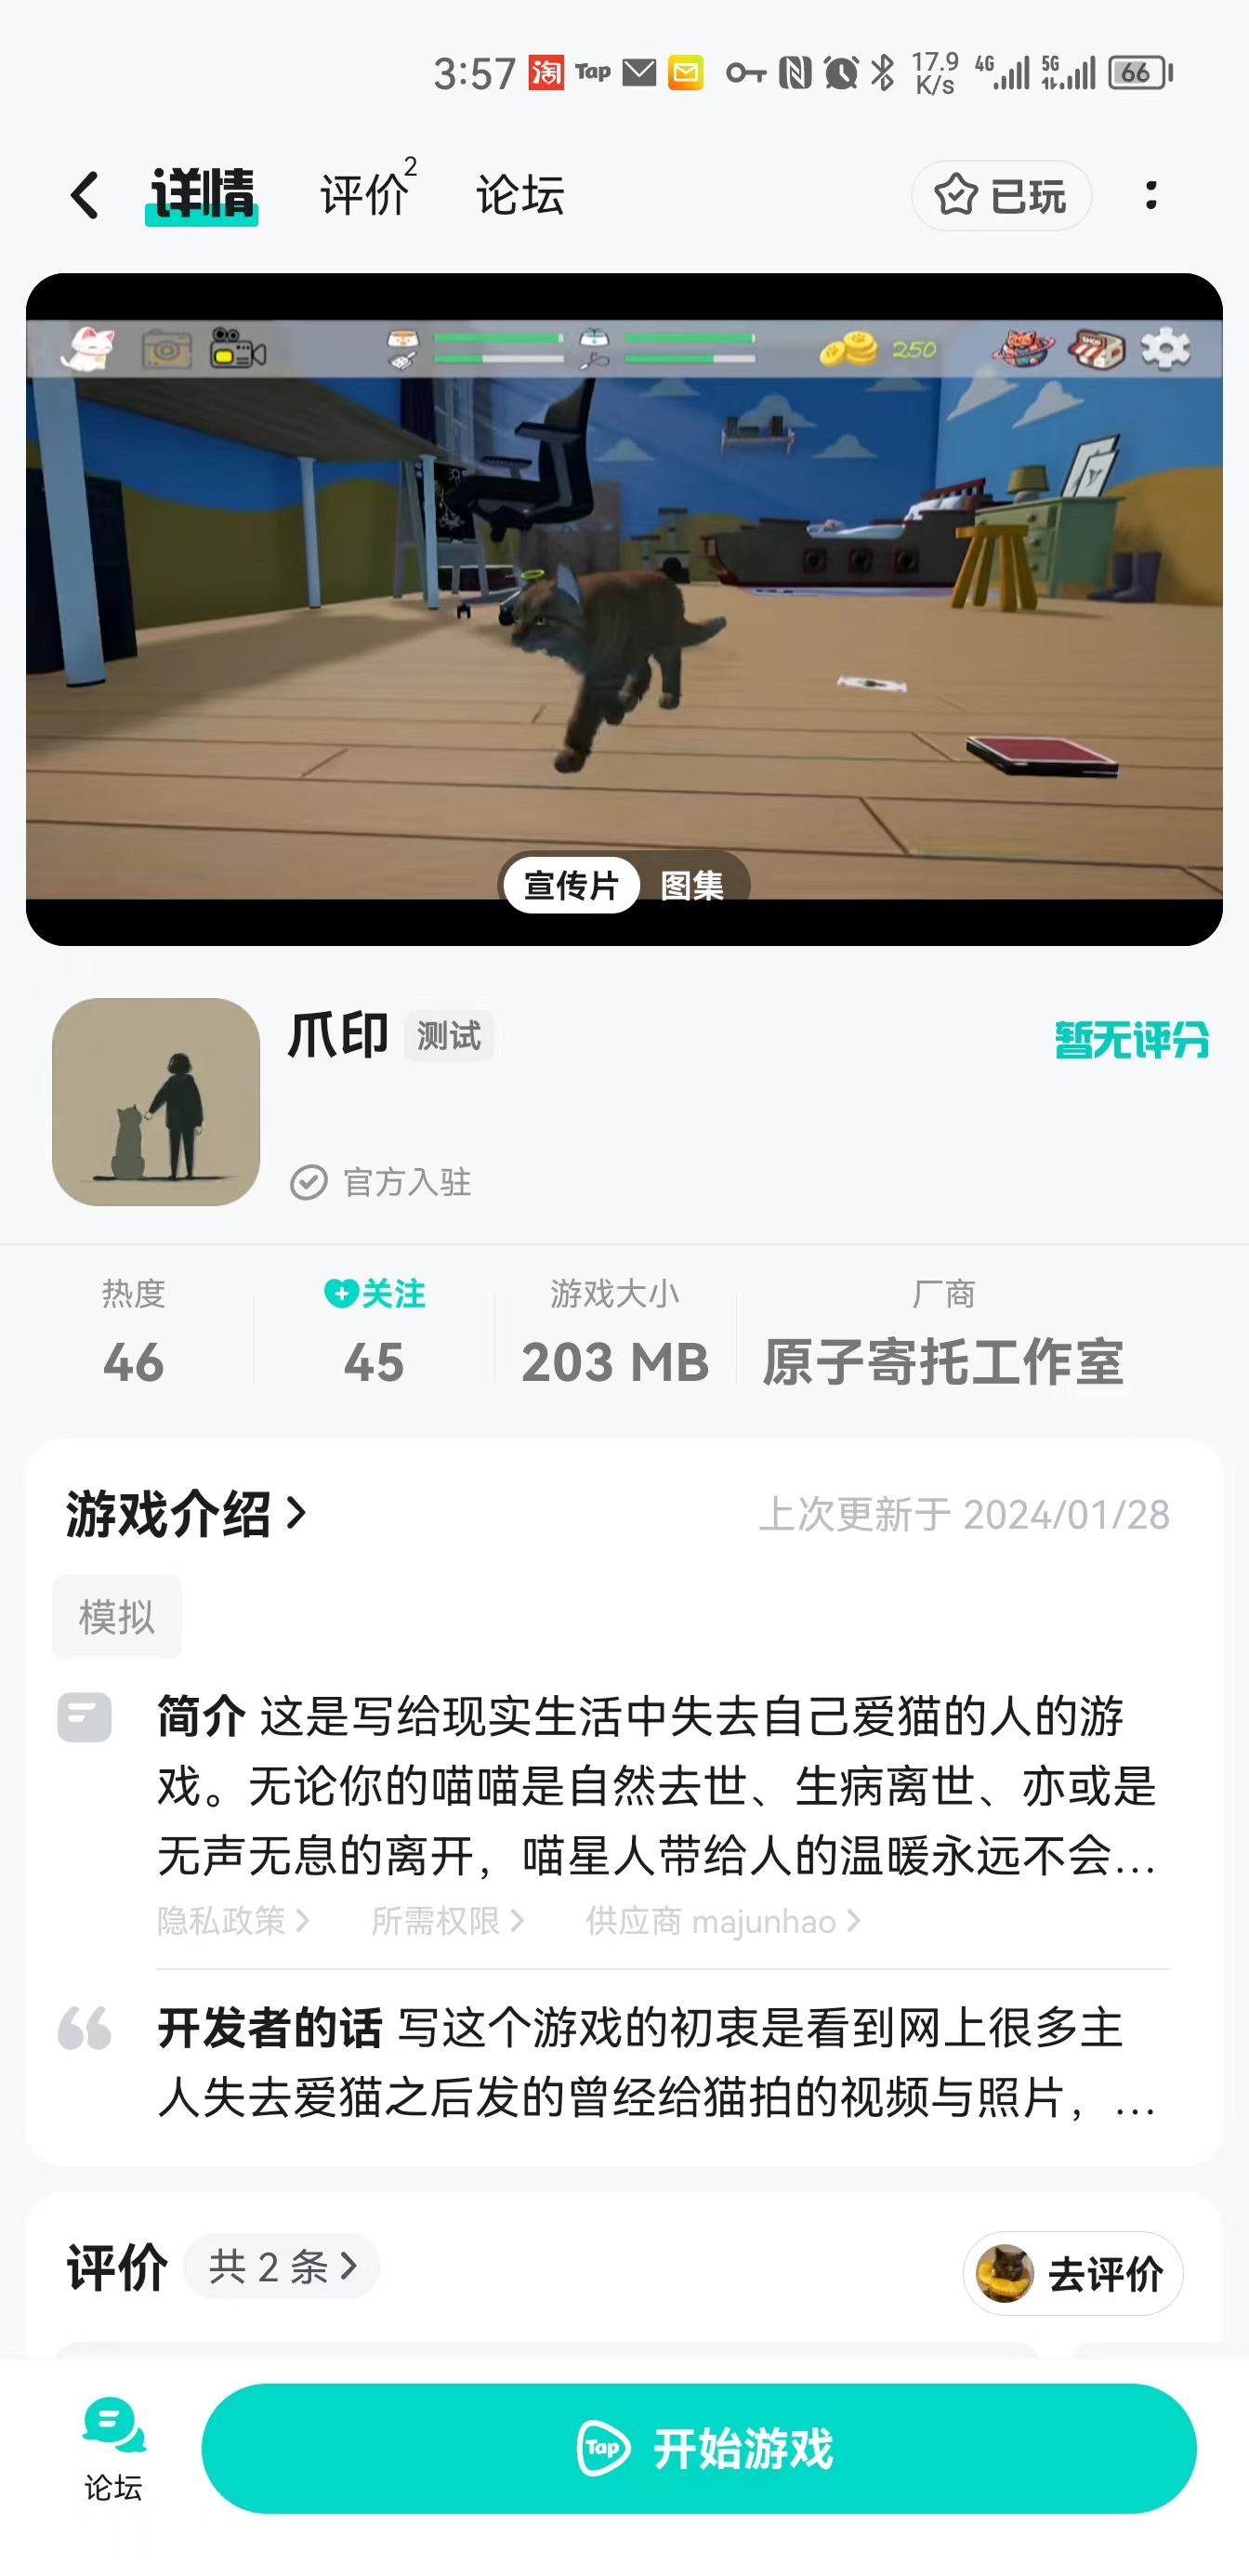 3:57 淘 Tap 17.9 K/s 4G 5G 66
详情 评价 2 论坛 已玩
250
宣传片 图集
爪印 测试 暂无评分
官方入驻
热度 关注 游戏大小 厂商
46 45 203 MB 原子寄托工作室
游戏介绍 上次更新于 2024/01/28
模拟
简介 这是写给现实生活中失去自己爱猫的人的游
戏。无论你的喵喵是自然去世、生病离世、亦或是
无声无息的离开，喵星人带给人的温暖永远不会...
隐私政策 所需权限 供应商 majunhao
开发者的话 写这个游戏的初衷是看到网上很多主
人失去爱猫之后发的曾经给猫拍的视频与照片，...
评价 共 2 条 去评价
论坛 Tap 开始游戏